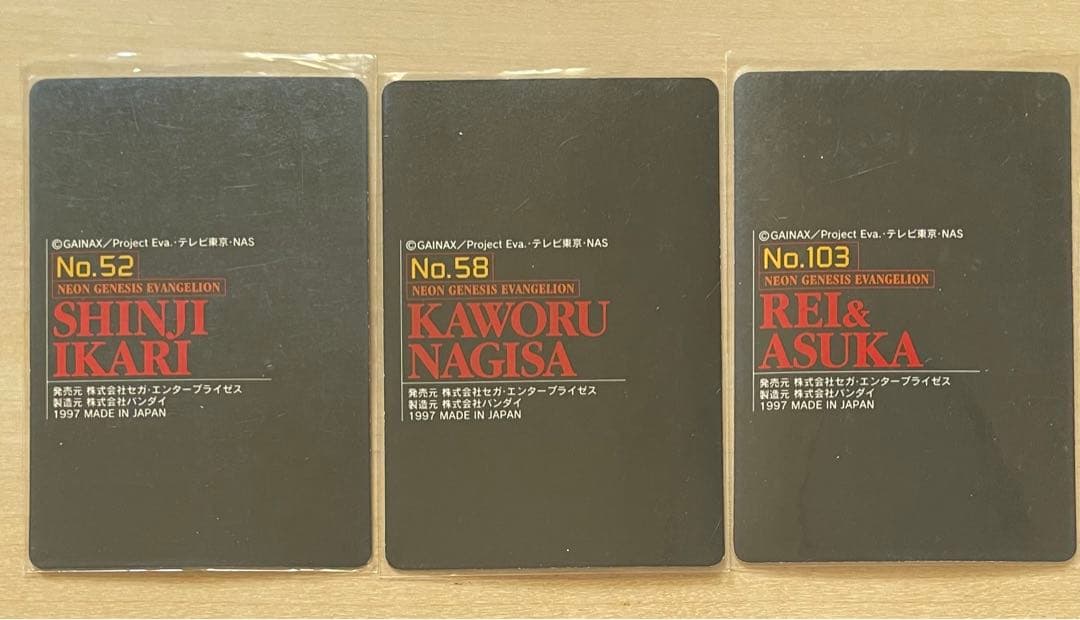 ©GAINAX／Project Eva.・テレビ東京・NAS
No.52
NEON GENESIS EVANGELION
SHINJI
IKARI
発売元 株式会社セガ・エンタープライゼス
製造元 株式会社バンダイ
1997 MADE IN JAPAN
©GAINAX／Project Eva.・テレビ東京・NAS
No.58
NEON GENESIS EVANGELION
KAWORU
NAGISA
発売元 株式会社セガ・エンタープライゼス
製造元 株式会社バンダイ
1997 MADE IN JAPAN
©GAINAX／Project Eva.・テレビ東京・NAS
No.103
NEON GENESIS EVANGELION
REI&
ASUKA
発売元 株式会社セガ・エンタープライゼス
製造元 株式会社バンダイ
1997 MADE IN JAPAN